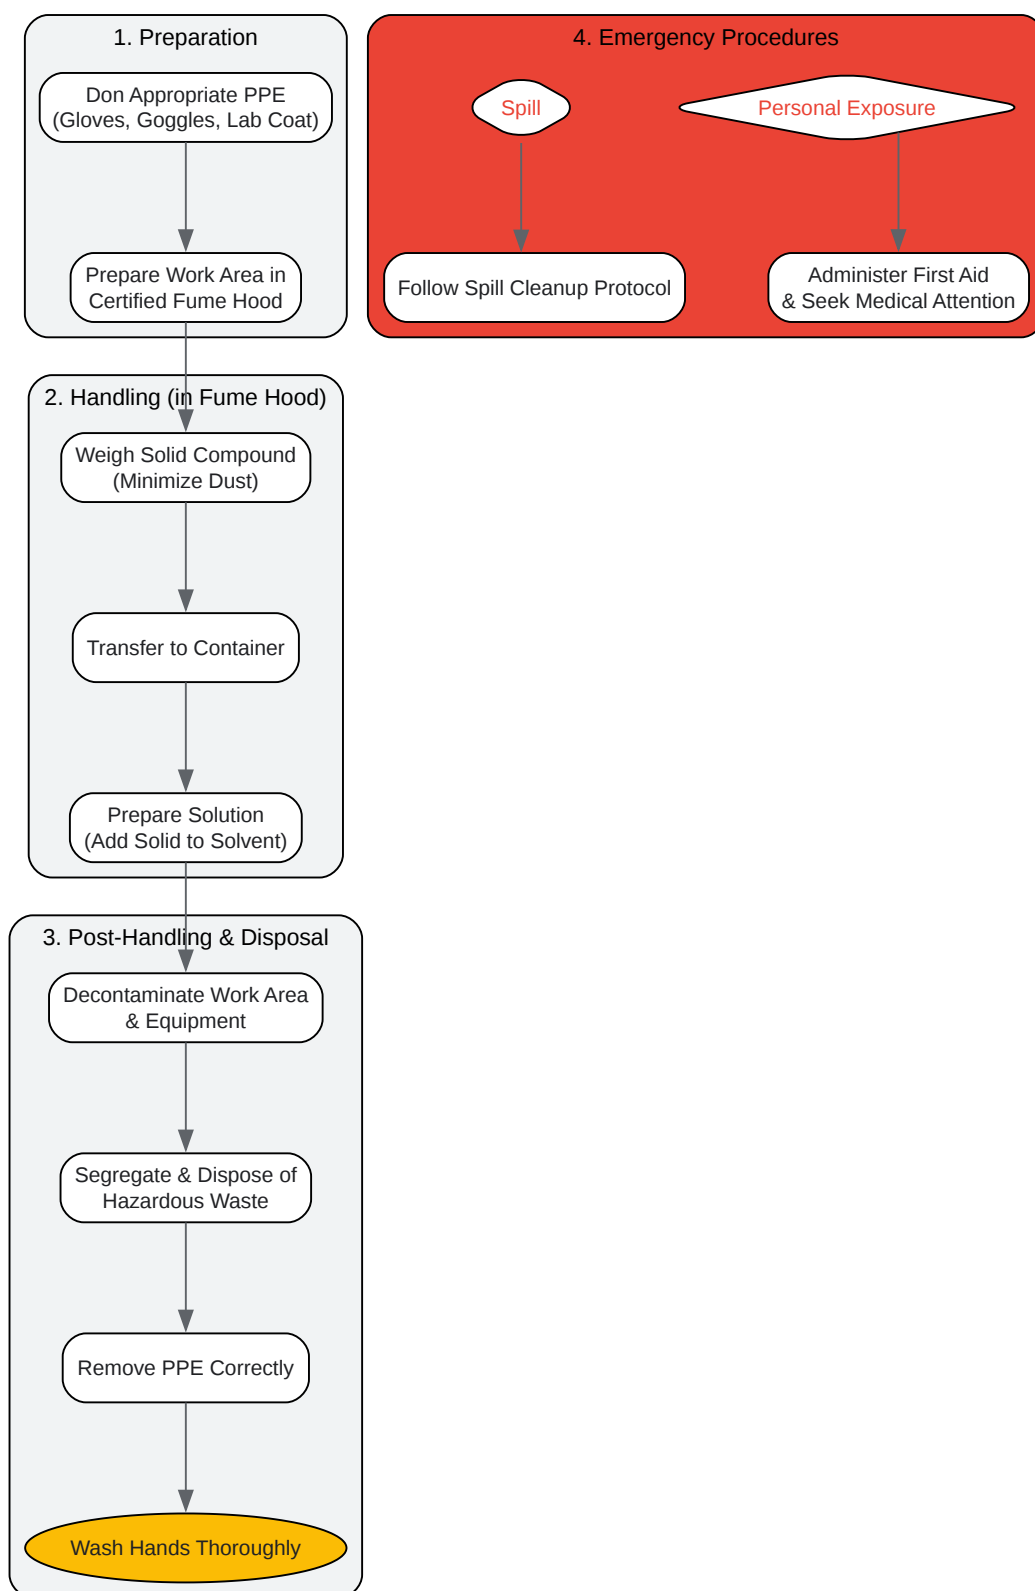 1. Preparation
Don Appropriate PPE
(Gloves, Goggles, Lab Coat)
Prepare Work Area in
Certified Fume Hood
2. Handling (in Fume Hood)
Weigh Solid Compound
(Minimize Dust)
Transfer to Container
Prepare Solution
(Add Solid to Solvent)
3. Post-Handling & Disposal
Decontaminate Work Area
& Equipment
Segregate & Dispose of
Hazardous Waste
Remove PPE Correctly
Wash Hands Thoroughly
4. Emergency Procedures
Spill
Follow Spill Cleanup Protocol
Personal Exposure
Administer First Aid
& Seek Medical Attention